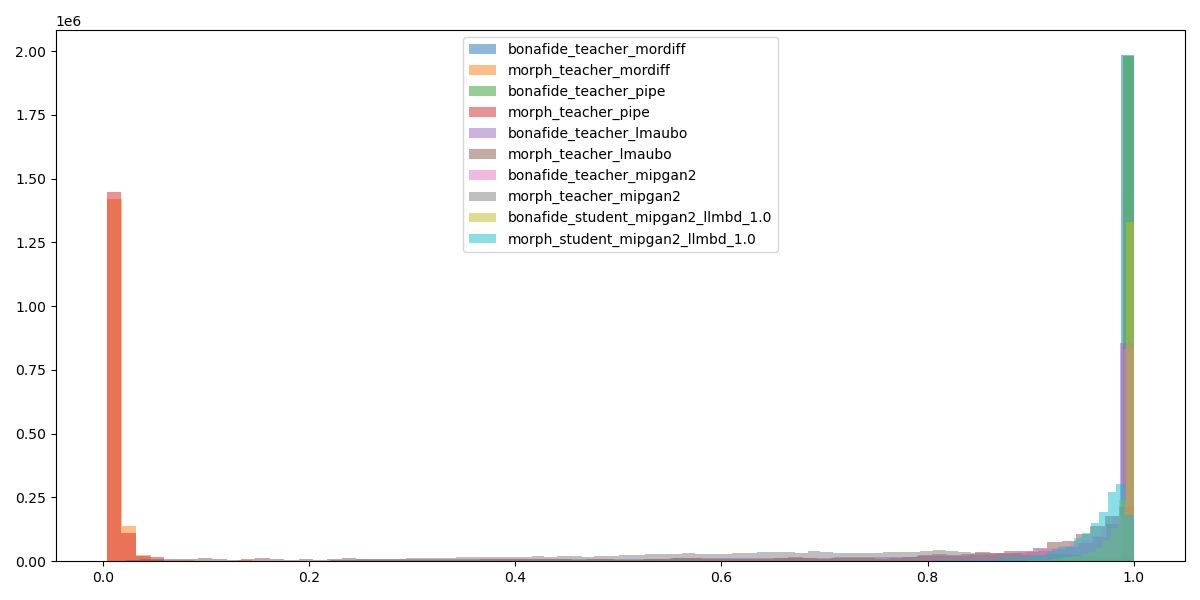 1e6
2.00
1.75
1.50
1.25
1.00
0.75
0.50
0.25
0.00
bonafide_teacher_mordiff
morph_teacher_mordiff
bonafide_teacher_pipe
morph_teacher_pipe
bonafide_teacher_lmaubo
morph_teacher_lmaubo
bonafide_teacher_mipgan2
morph_teacher_mipgan2
bonafide_student_mipgan2_llmbd_1.0
morph_student_mipgan2_llmbd_1.0
0.0 0.2 0.4 0.6 0.8 1.0